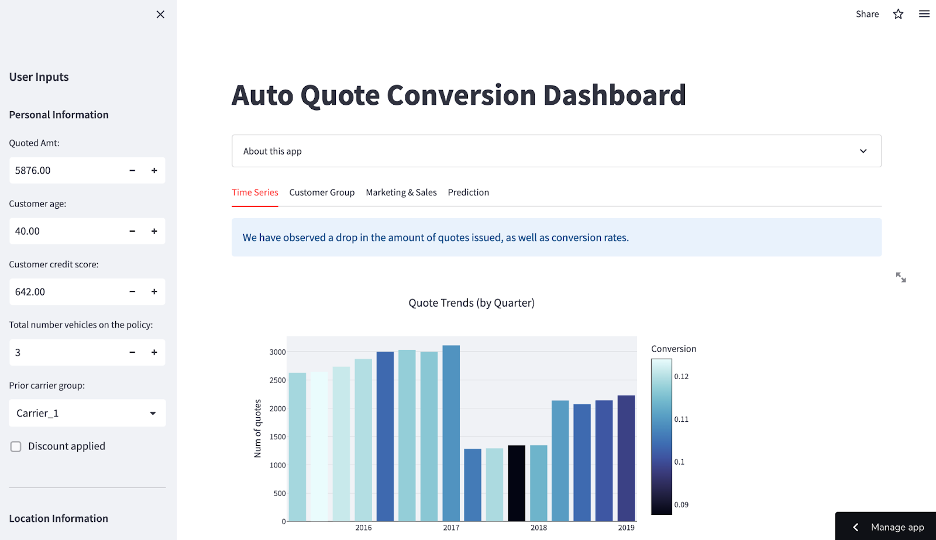 Share
User Inputs
Personal Information
Quoted Amt:
5876.00
Customer age:
40.00
Customer credit score:
642.00
Total number vehicles on the policy:
3
Prior carrier group:
Carrier_1
Discount applied
Location Information
Auto Quote Conversion Dashboard
About this app
Time Series Customer Group Marketing & Sales Prediction
We have observed a drop in the amount of quotes issued, as well as conversion rates.
Quote Trends (by Quarter)
Num of quotes
3000
2500
2000
1500
1000
500
0
2016 2017 2018 2019
Conversion
0.12
0.11
0.1
0.09
Manage app